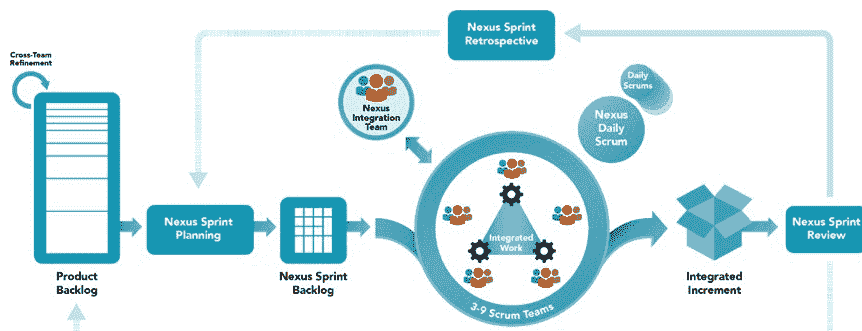 Nexus Sprint
Retrospective
Cross-Team
Refinement
Daily
Scrums
Nexus
Integration
Team
Nexus
Daily
Scrum
Nexus Sprint
Planning
Integrated
Work
Nexus Sprint
Review
Product
Backlog
Nexus Sprint
Backlog
Integrated
Increment
3-9 Scrum Teams